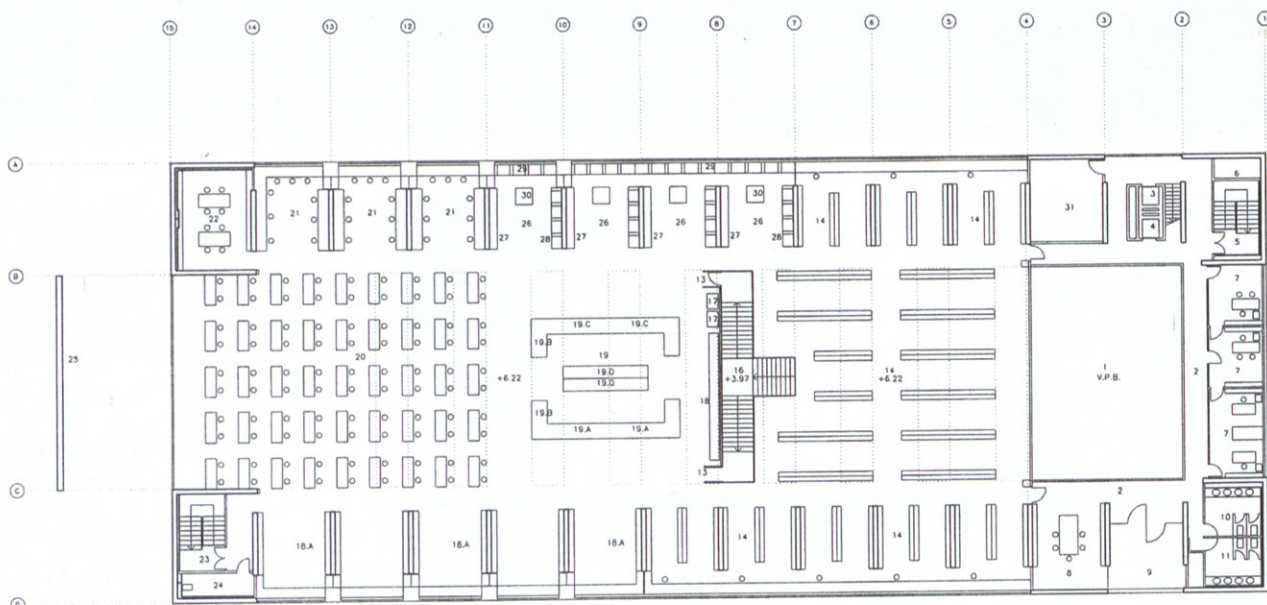 15 14 13 12 11 10 9 8 7 6 5 4 3 2 1
A
29 29
6
22 21 21 21 30 30 31 3
26 26 26 26 14 14 4
27 28 27 27 27 28 5
B
13 7
17
17
19.C 19.C
25 19.B
20 19 16 14 1 2 7
+6.22 19.D +3.97 +6.22 V.P.B.
19.D
19.B 18
19.A 19.A 7
13
C
2
10
18.A 18.A 18.A 14 14
23 11
24 8 9
D